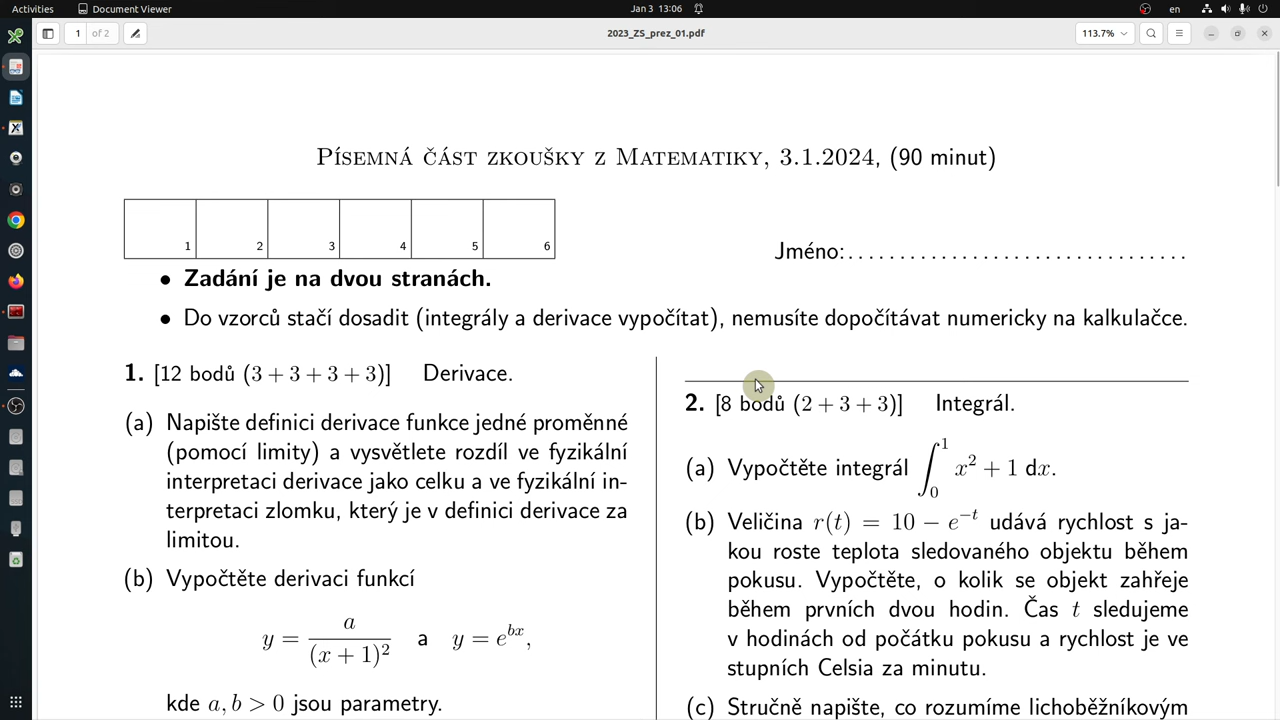 Activities
Document Viewer
Jan 3 13:06
en
1 of 2
2023_ZS_prez_01.pdf
113.7%
Písemná část zkoušky z Matematiky, 3.1.2024, (90 minut)
1 2 3 4 5 6
Jméno:................................
• Zadání je na dvou stranách.
• Do vzorců stačí dosadit (integrály a derivace vypočítat), nemusíte dopočítávat numericky na kalkulačce.
1. [12 bodů (3 + 3 + 3 + 3)] Derivace.
(a) Napište definici derivace funkce jedné proměnné
(pomocí limity) a vysvětlete rozdíl ve fyzikální
interpretaci derivace jako celku a ve fyzikální in-
terpretaci zlomku, který je v definici derivace za
limitou.
(b) Vypočtěte derivaci funkcí
y = a/(x + 1)² a y = e^{bx},
kde a, b > 0 jsou parametry.
2. [8 bodů (2 + 3 + 3)] Integrál.
(a) Vypočtěte integrál ∫₀¹ x² + 1 dx.
(b) Veličina r(t) = 10 − e^{−t} udává rychlost s ja-
kou roste teplota sledovaného objektu během
pokusu. Vypočtěte, o kolik se objekt zahřeje
během prvních dvou hodin. Čas t sledujeme
v hodinách od počátku pokusu a rychlost je ve
stupních Celsia za minutu.
(c) Stručně napište, co rozumíme lichoběžníkovým